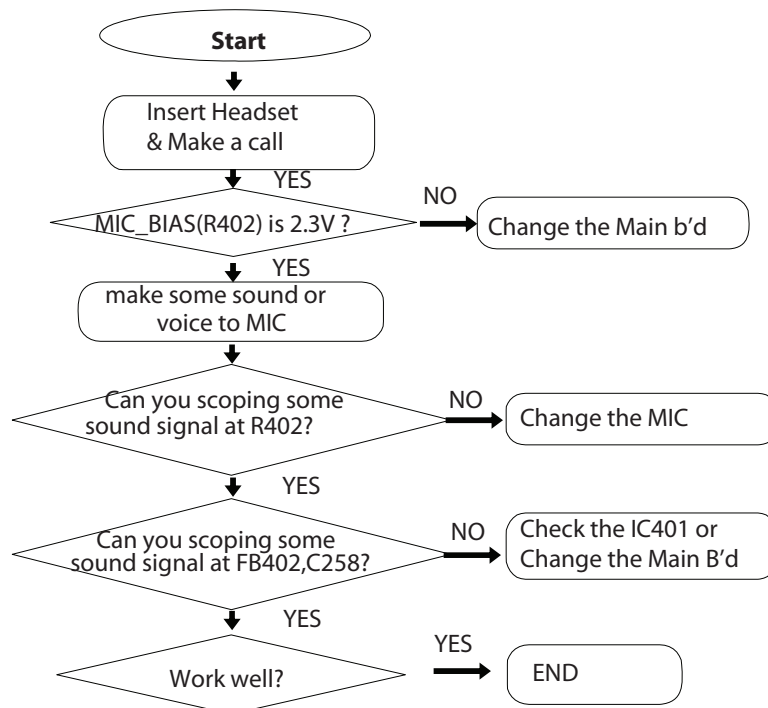 Start
Insert Headset
& Make a call
YES
MIC_BIAS(R402) is 2.3V ?
NO
Change the Main b’d
YES
make some sound or
voice to MIC
Can you scoping some
sound signal at R402?
NO
Change the MIC
YES
Can you scoping some
sound signal at FB402,C258?
NO
Check the IC401 or
Change the Main B’d
YES
Work well?
YES
END